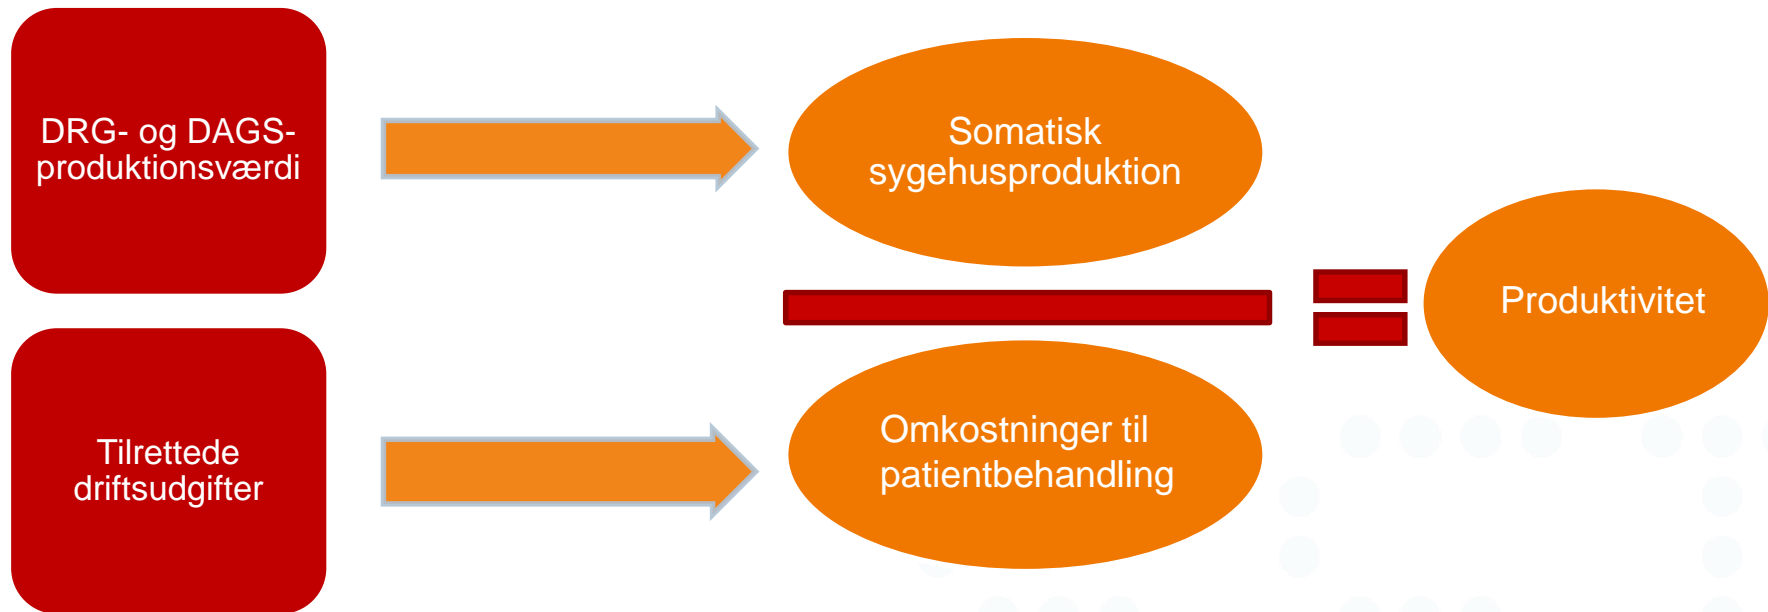 DRG- og DAGS-
produktionsværdi
Somatisk
sygehusproduktion
Produktivitet
Tilrettede
driftsudgifter
Omkostninger til
patientbehandling